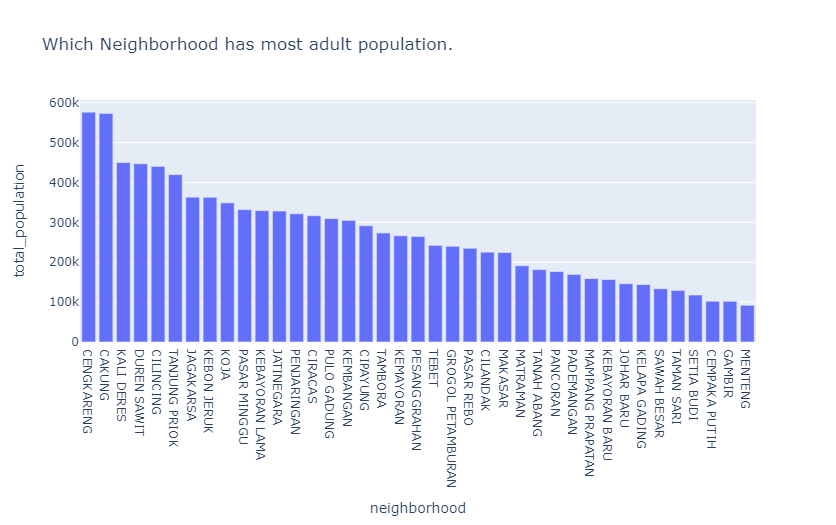 Which Neighborhood has most adult population.
600k
500k
400k
300k
200k
100k
0
total_population
CENGKARENG
CAKUNG
KALI DERES
DUREN SAWIT
CILINCING
TANJUNG PRIOK
JAGAKARSA
KEBON JERUK
KOJA
PASAR MINGGU
KEBAYORAN LAMA
JATINEGARA
PENJARINGAN
CIRACAS
PULO GADUNG
KEMBANGAN
CIPAYUNG
TAMBORA
KEMAYORAN
PESANGGRAHAN
TEBET
GROGOL PETAMBURAN
PASAR REBO
CILANDAK
MAKASAR
MATRAMAN
TANAH ABANG
PANCORAN
PADEMANGAN
MAMPANG PRAPATAN
KEBAYORAN BARU
JOHAR BARU
KELAPA GADING
SAWAH BESAR
TAMAN SARI
SETIA BUDI
CEMPAKA PUTIH
GAMBIR
MENTENG
neighborhood